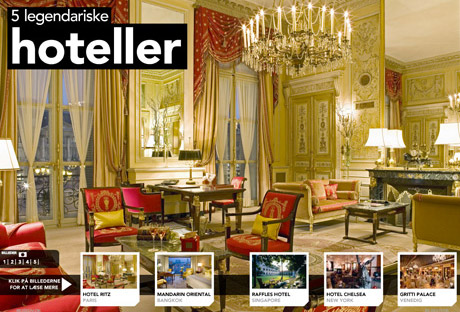 5 legendariske
hoteller
BILLEDER
1 2 3 4 5
KLIK PÅ BILLEDERNE
FOR AT LÆSE MERE
HOTEL RITZ
PARIS
MANDARIN ORIENTAL
BANGKOK
RAFFLES HOTEL
SINGAPORE
HOTEL CHELSEA
NEW YORK
GRITTI PALACE
VENEDIG